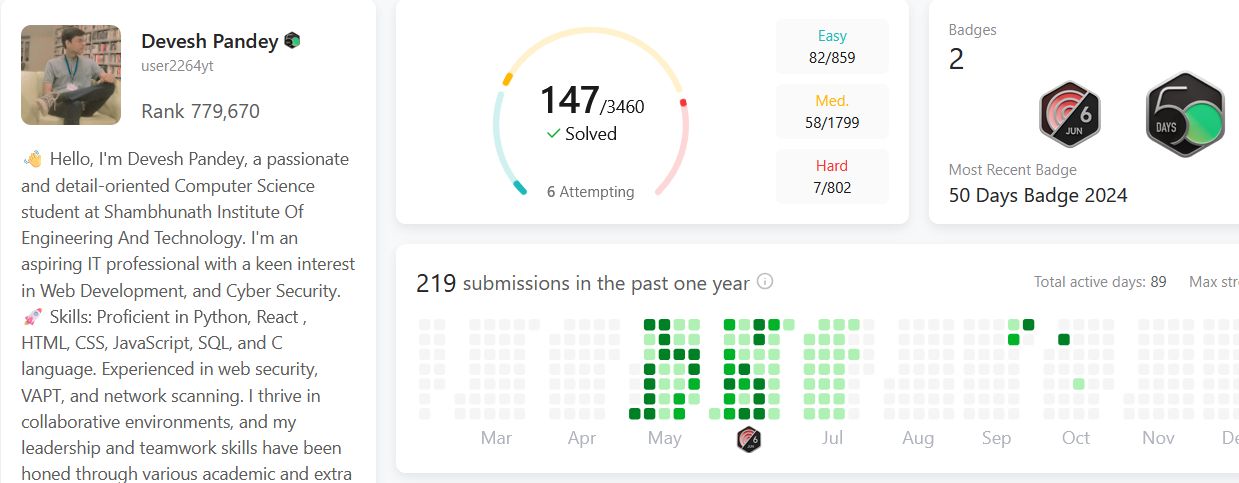 Devesh Pandey
user2264yt
Rank 779,670
👋 Hello, I'm Devesh Pandey, a passionate
and detail-oriented Computer Science
student at Shambhunath Institute Of
Engineering And Technology. I'm an
aspiring IT professional with a keen interest
in Web Development, and Cyber Security.
🚀 Skills: Proficient in Python, React ,
HTML, CSS, JavaScript, SQL, and C
language. Experienced in web security,
VAPT, and network scanning. I thrive in
collaborative environments, and my
leadership and teamwork skills have been
honed through various academic and extra
147/3460
✓ Solved
6 Attempting
Easy
82/859
Med.
58/1799
Hard
7/802
Badges
2
6
JUN
50
DAYS
Most Recent Badge
50 Days Badge 2024
219 submissions in the past one year
Total active days: 89 Max stre
Mar Apr May Jul Aug Sep Oct Nov De
6
JUN